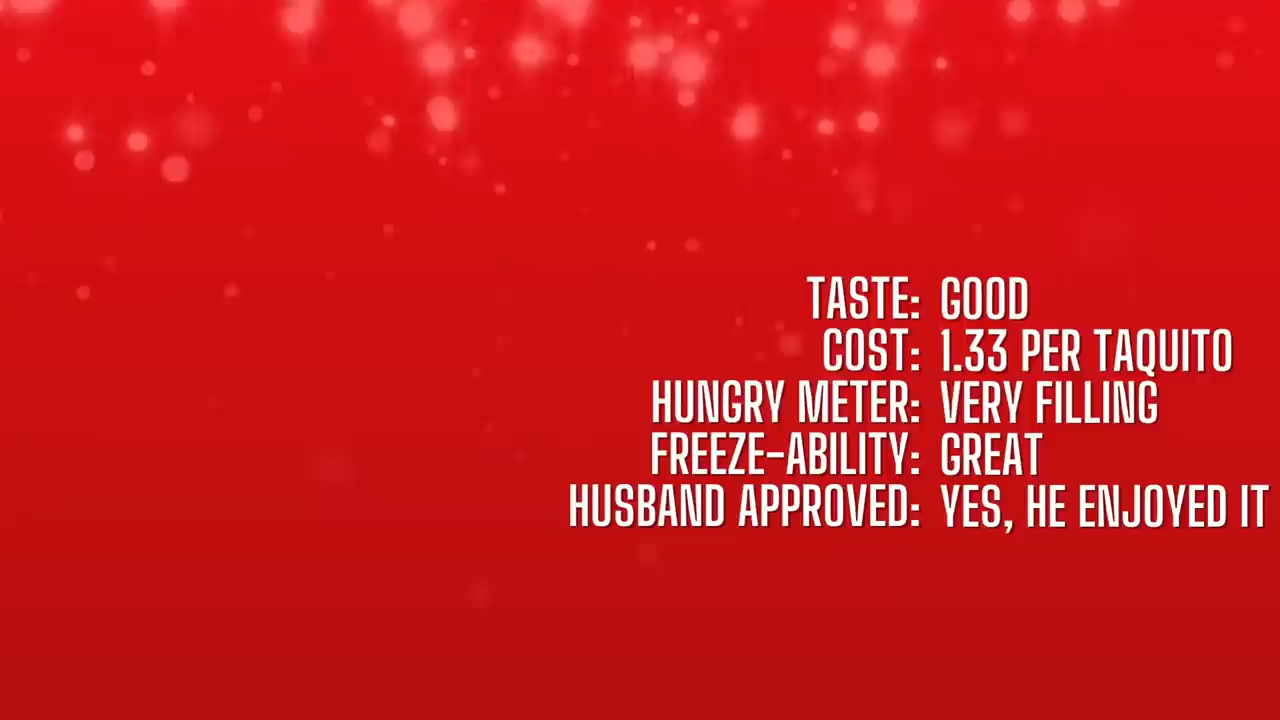 TASTE: GOOD
COST: 1.33 PER TAQUITO
HUNGRY METER: VERY FILLING
FREEZE-ABILITY: GREAT
HUSBAND APPROVED: YES, HE ENJOYED IT